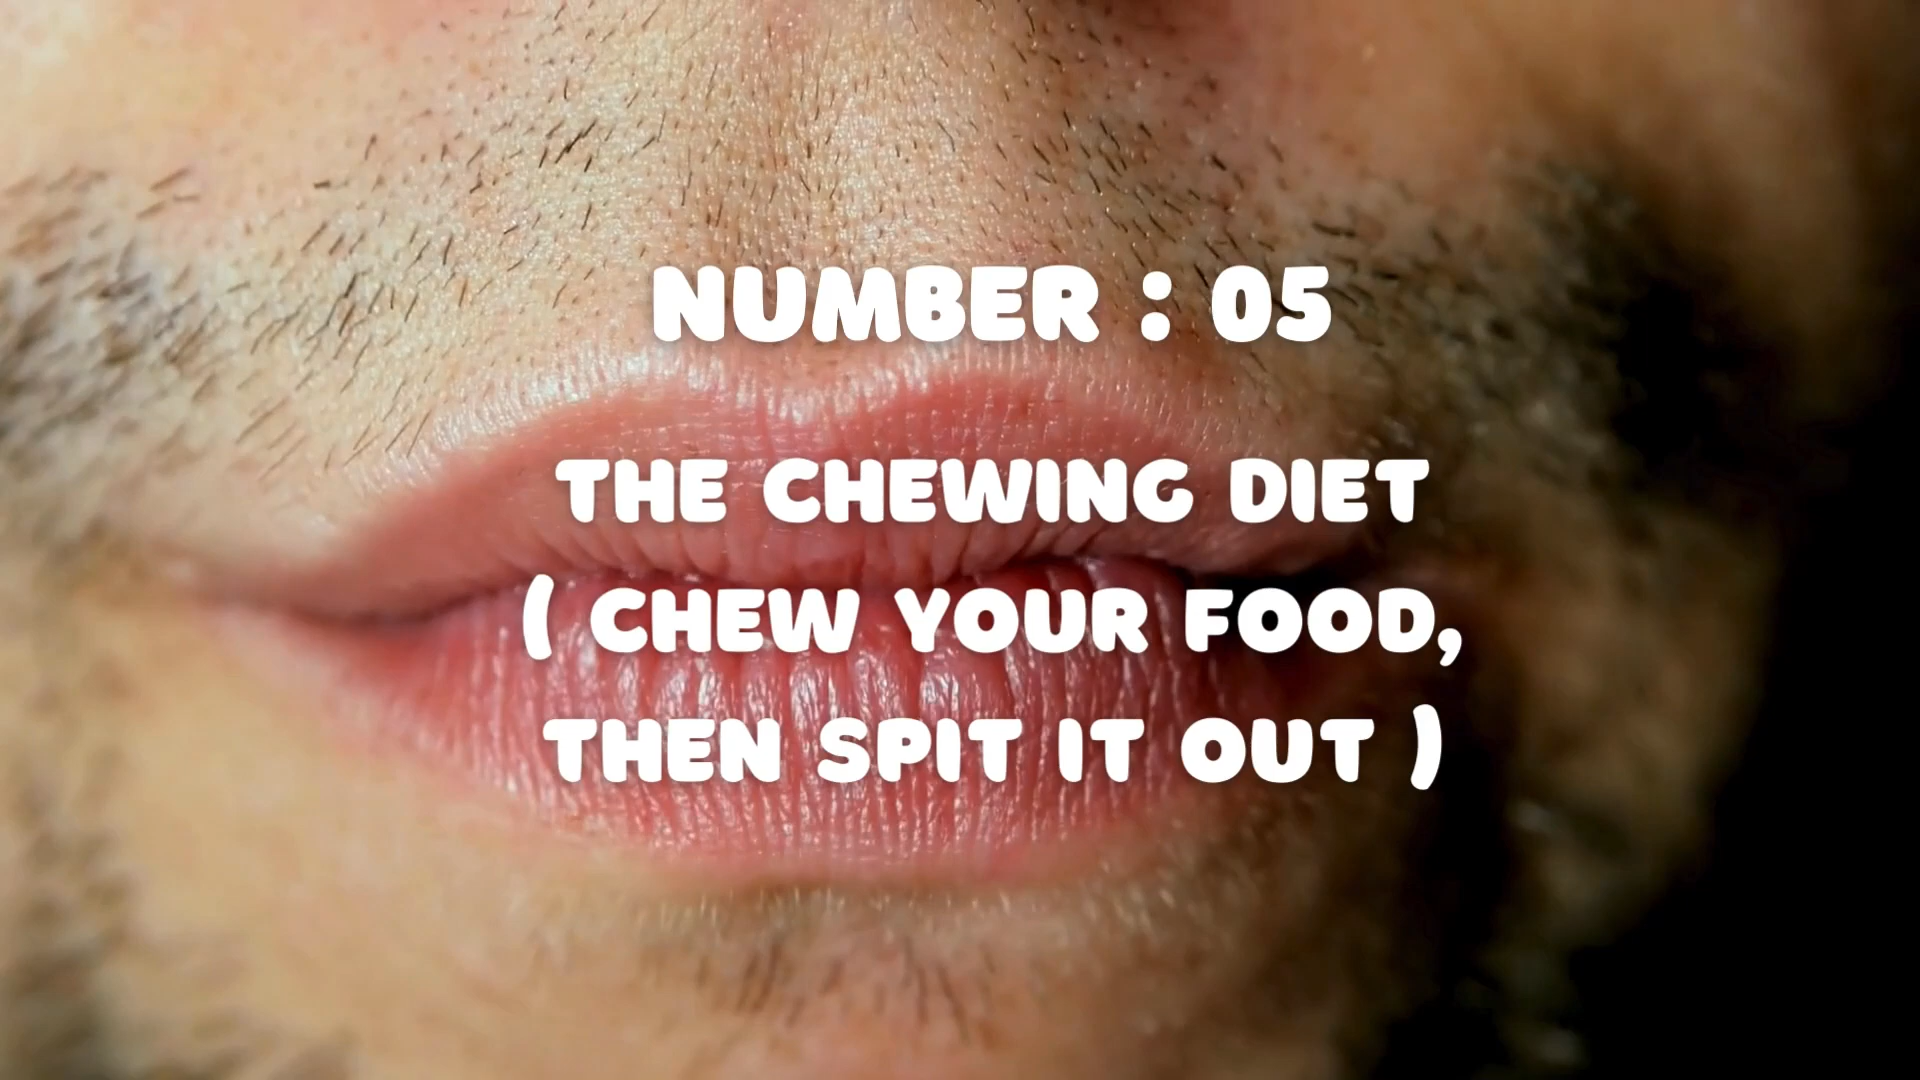 NUMBER : 05
THE CHEWING DIET
( CHEW YOUR FOOD,
THEN SPIT IT OUT )